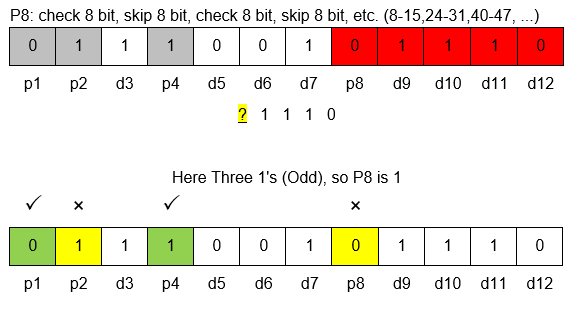 P8: check 8 bit, skip 8 bit, check 8 bit, skip 8 bit, etc. (8-15,24-31,40-47, ...)
0 1 1 1 0 0 1 0 1 1 1 0
p1 p2 d3 p4 d5 d6 d7 p8 d9 d10 d11 d12
? 1 1 1 0
Here Three 1's (Odd), so P8 is 1
✓ × ✓ ×
0 1 1 1 0 0 1 0 1 1 1 0
p1 p2 d3 p4 d5 d6 d7 p8 d9 d10 d11 d12